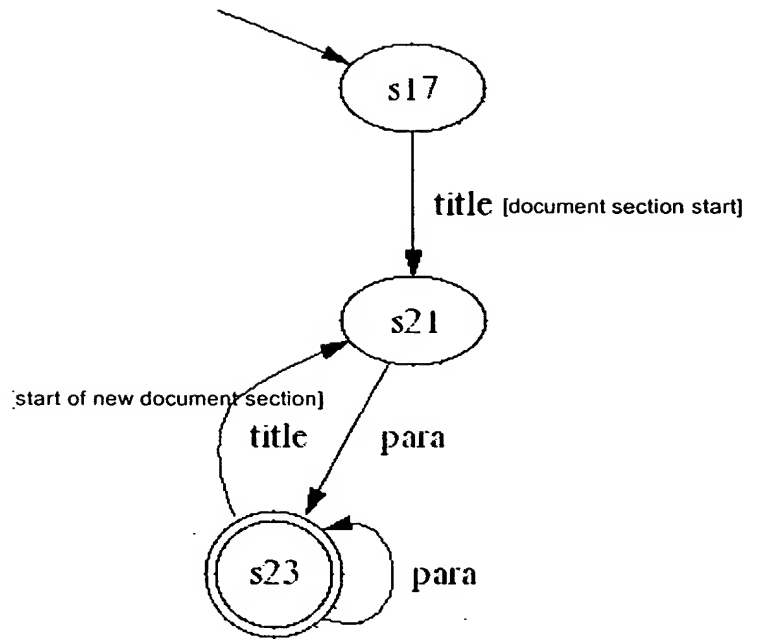 s17
title [document section start]
s21
[start of new document section]
title
para
s23
para